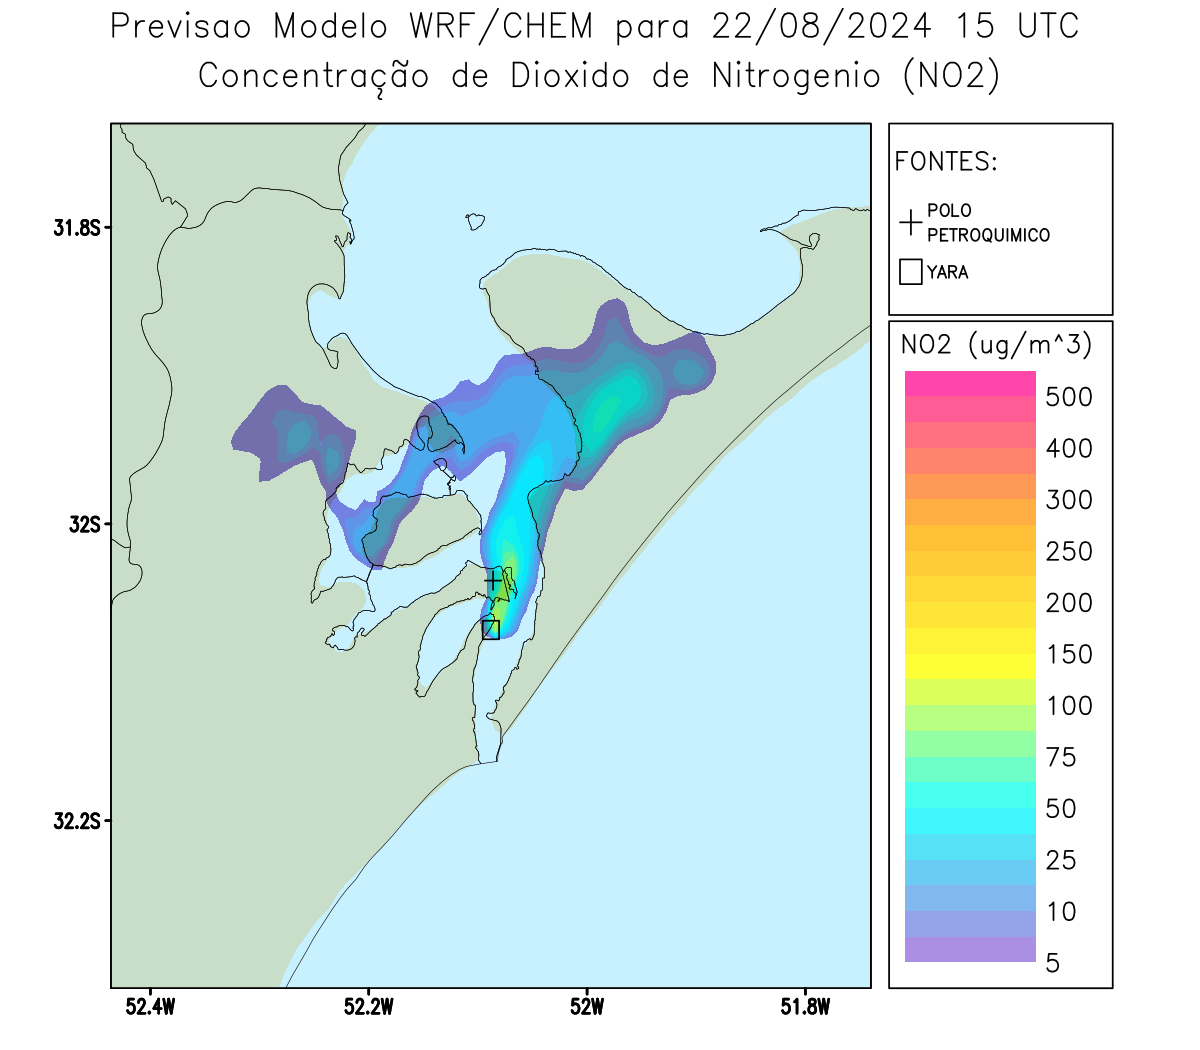 Previsao Modelo WRF/CHEM para 22/08/2024 15 UTC
Concentração de Dioxido de Nitrogenio (NO2)
FONTES:
POLO
PETROQUIMICO
YARA
NO2 (ug/m^3)
500
400
300
250
200
150
100
75
50
25
10
5
31.8S
32S
32.2S
52.4W
52.2W
52W
51.8W